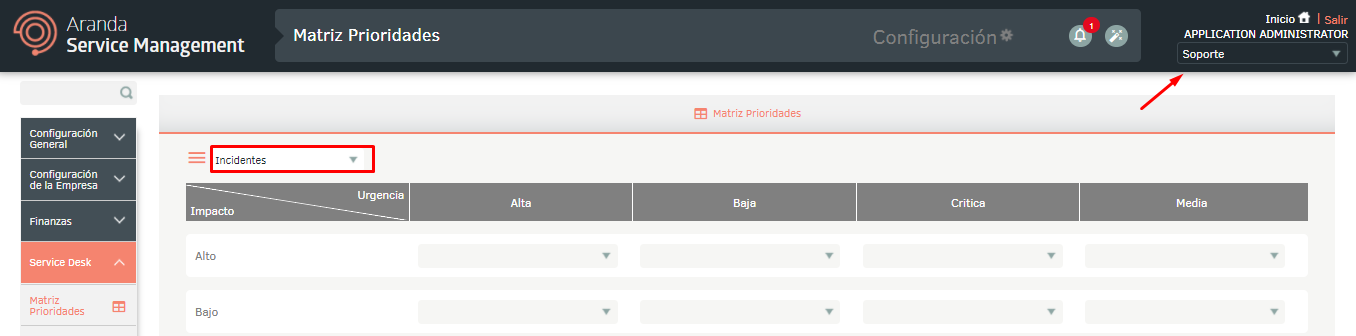 Aranda
Service Management
Matriz Prioridades
Configuración
1
Inicio | Salir
APPLICATION ADMINISTRATOR
Soporte
Configuración
General
Configuración
de la Empresa
Finanzas
Service Desk
Matriz
Prioridades
Matriz Prioridades
Incidentes
Urgencia
Impacto
Alta
Baja
Critica
Media
Alto
Bajo